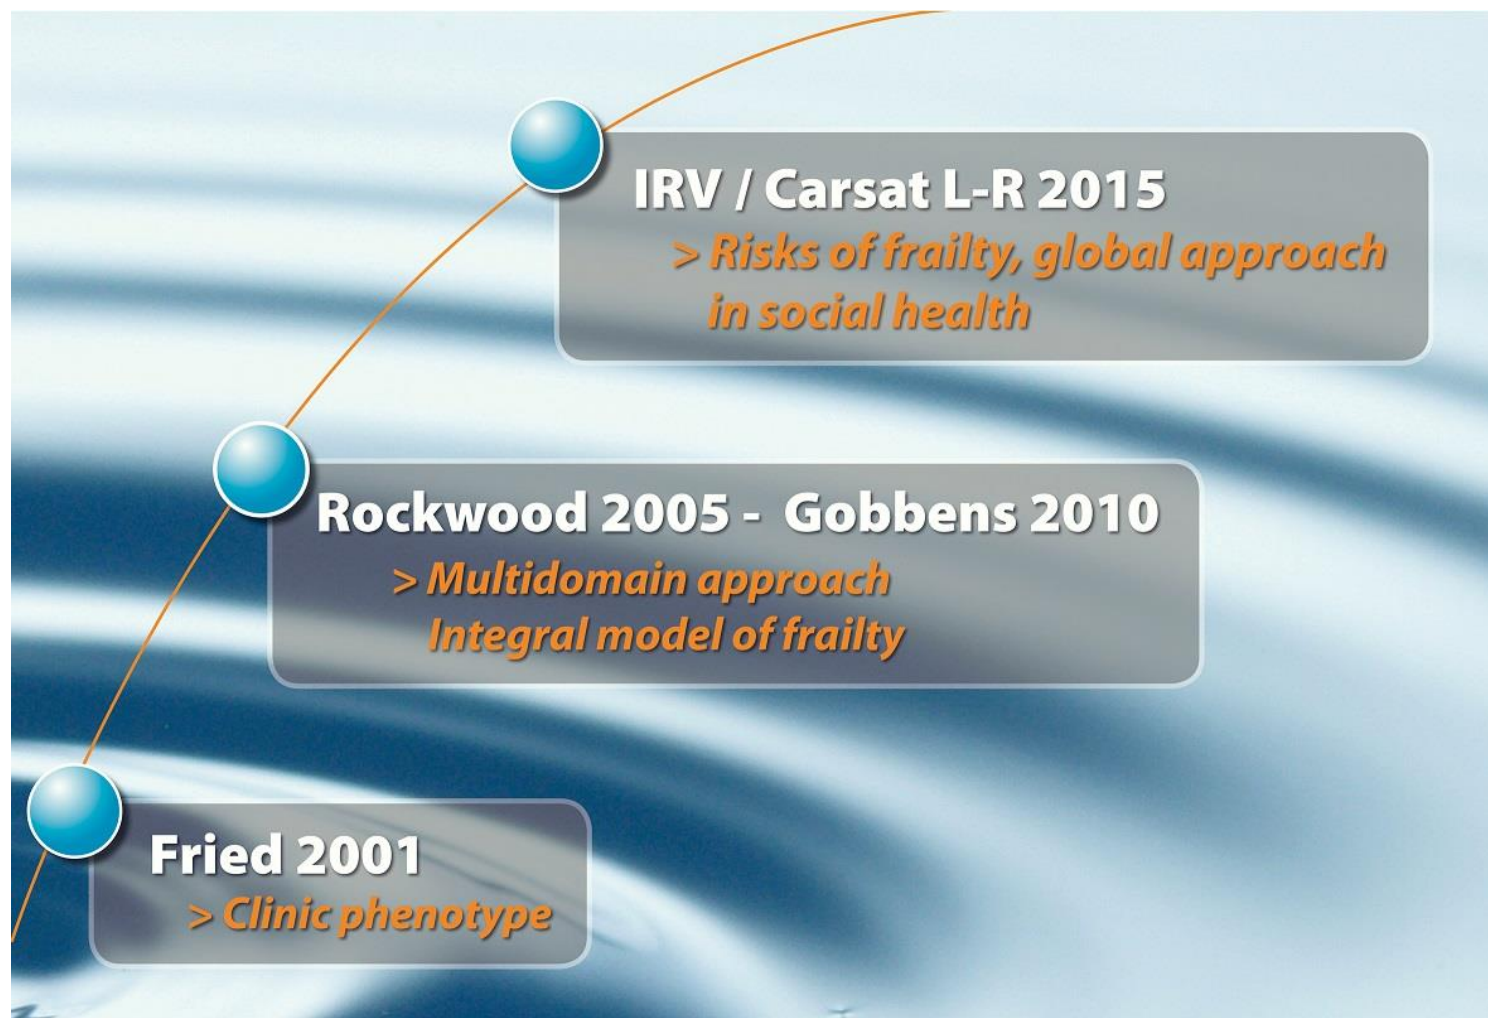 IRV / Carsat L-R 2015
> Risks of frailty, global approach
in social health
Rockwood 2005 - Gobbens 2010
> Multidomain approach
Integral model of frailty
Fried 2001
> Clinic phenotype